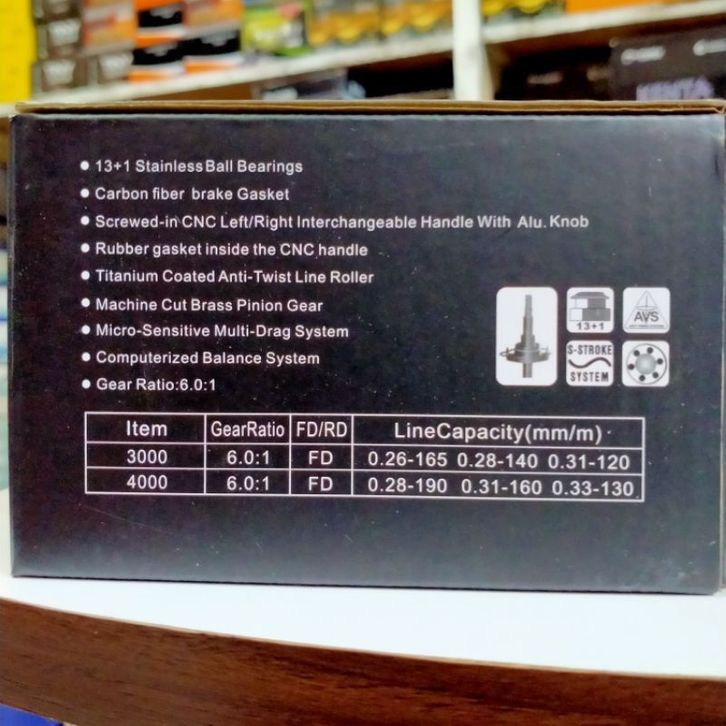 13+1 Stainless Ball Bearings
Carbon fiber brake Gasket
Screwed-in CNC Left/Right Interchangeable Handle With Alu. Knob
Rubber gasket inside the CNC handle
Titanium Coated Anti-Twist Line Roller
Machine Cut Brass Pinion Gear
Micro-Sensitive Multi-Drag System
Computerized Balance System
Gear Ratio:6.0:1
13+1
AVS
S-STROKE
SYSTEM
Item GearRatio FD/RD LineCapacity(mm/m)
3000 6.0:1 FD 0.26-165 0.28-140 0.31-120
4000 6.0:1 FD 0.28-190 0.31-160 0.33-130